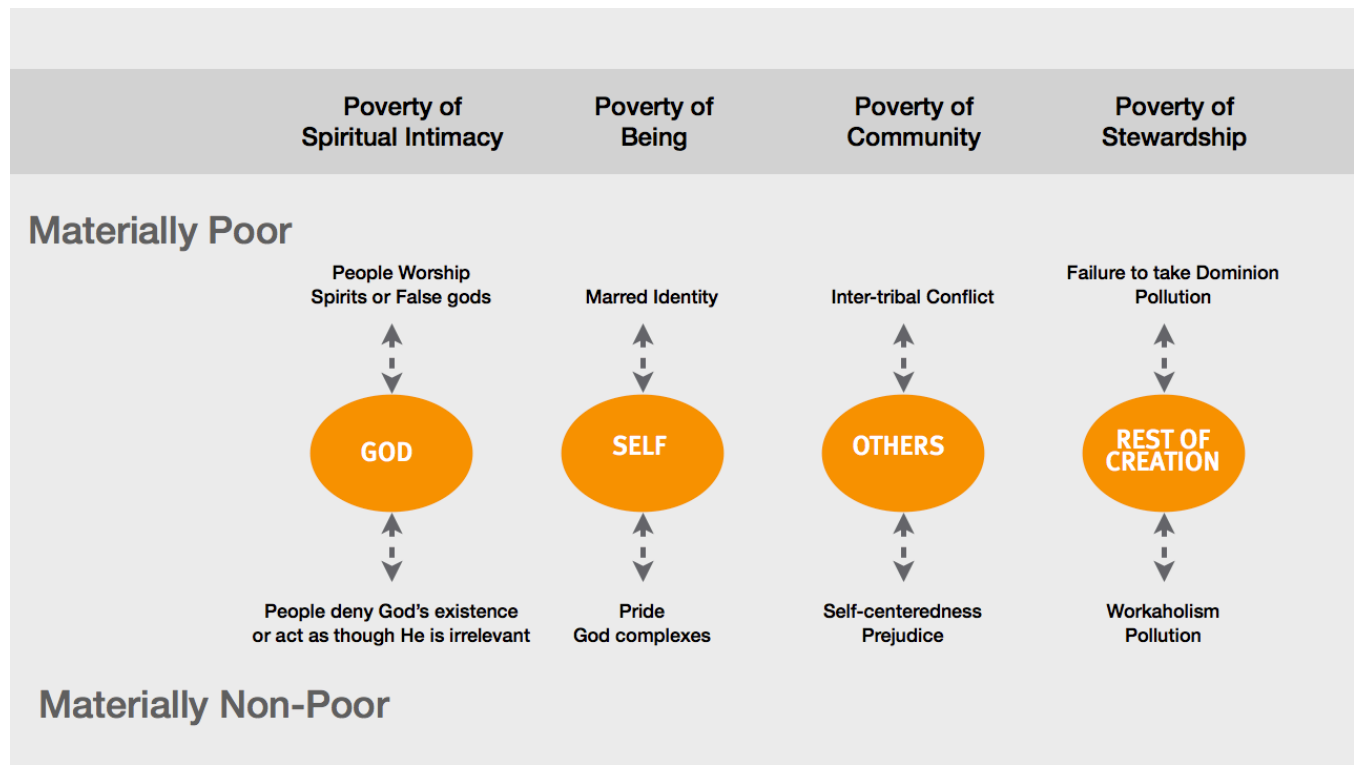 Poverty of
Spiritual Intimacy
Poverty of
Being
Poverty of
Community
Poverty of
Stewardship
Materially Poor
People Worship
Spirits or False gods
Marred Identity
Inter-tribal Conflict
Failure to take Dominion
Pollution
GOD
SELF
OTHERS
REST OF
CREATION
People deny God's existence
or act as though He is irrelevant
Pride
God complexes
Self-centeredness
Prejudice
Workaholism
Pollution
Materially Non-Poor